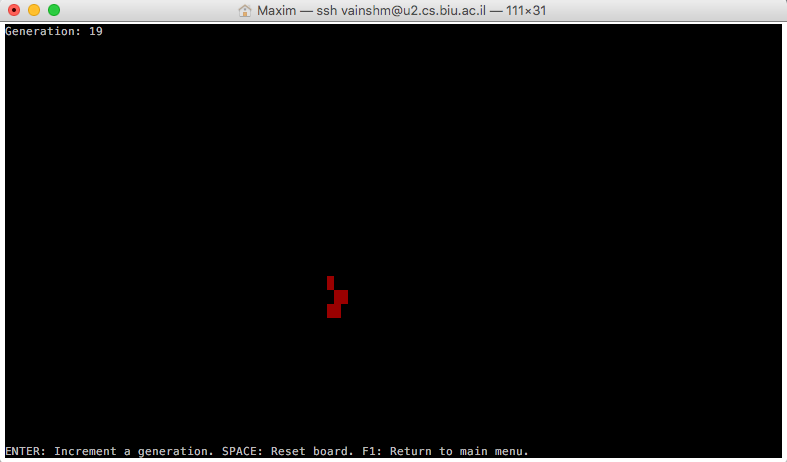 Maxim — ssh vainshm@u2.cs.biu.ac.il — 111×31
Generation: 19
ENTER: Increment a generation. SPACE: Reset board. F1: Return to main menu.